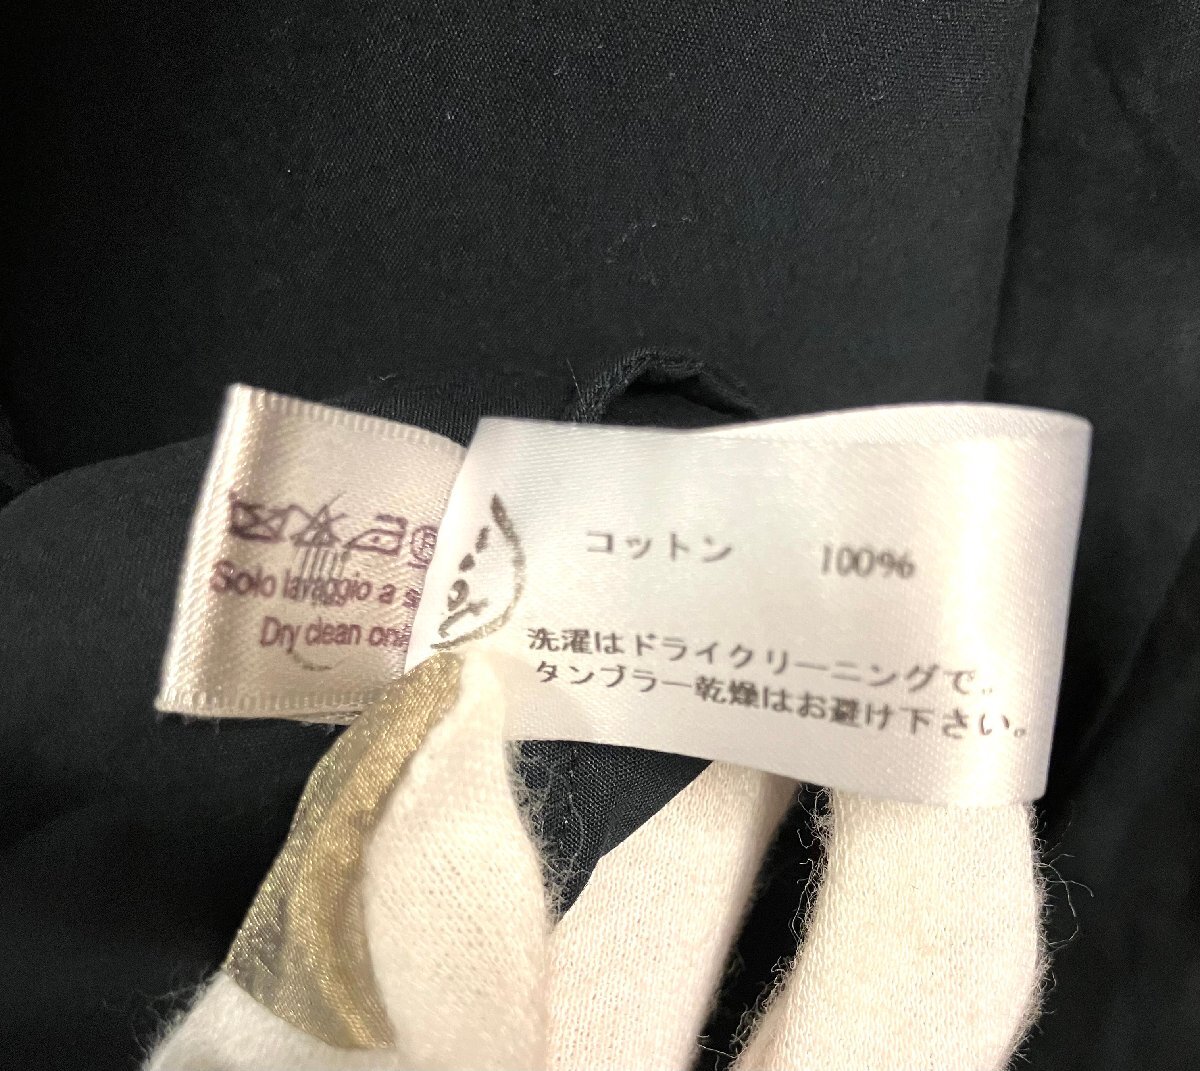 コットン 100%
洗濯はドライクリーニングで。
タンブラー乾燥はお避け下さい。
Solo lavaggio a
Dry clean